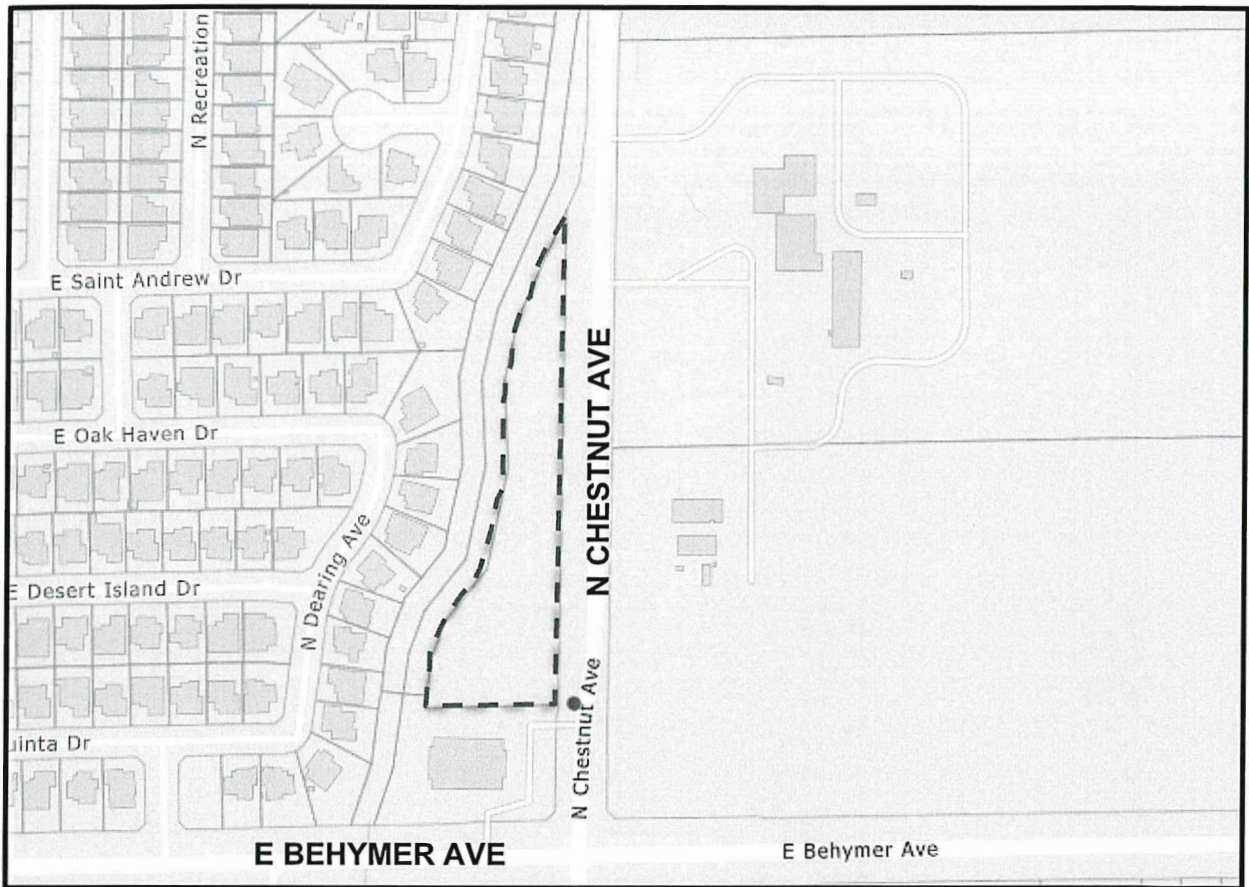 N Recreation
E Saint Andrew Dr
N CHESTNUT AVE
E Oak Haven Dr
N Dearing Ave
E Desert Island Dr
N Chestnut Ave
uinta Dr
E BEHYMER AVE
E Behymer Ave